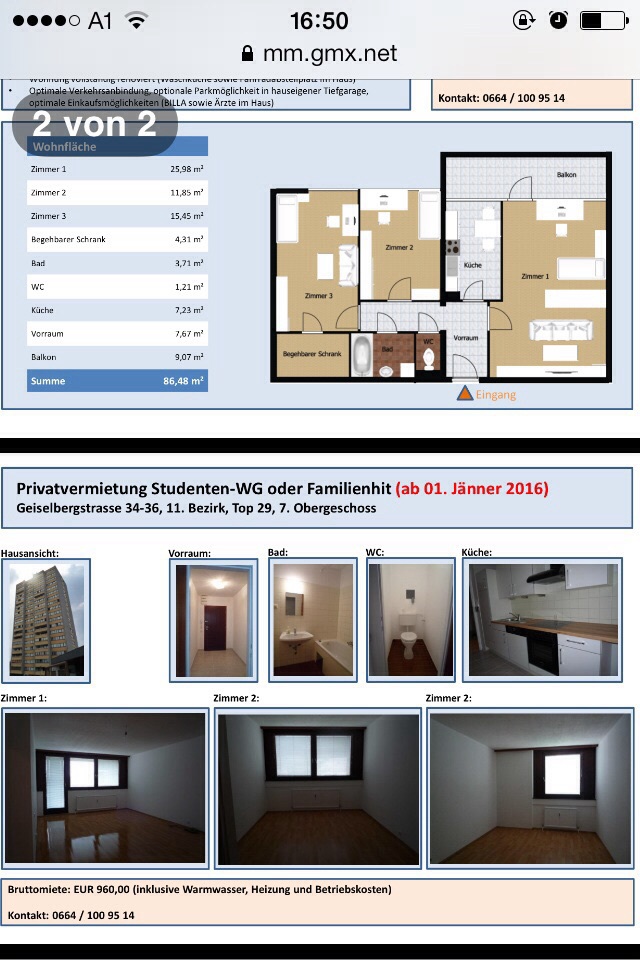 A1 16:50
mm.gmx.net
Wohnung vollständig renoviert (Waschküche sowie Fahrradabstellplatz im Haus)
• Optimale Verkehrsanbindung, optionale Parkmöglichkeit in hauseigener Tiefgarage,
optimale Einkaufsmöglichkeiten (BILLA sowie Ärzte im Haus)
Kontakt: 0664 / 100 95 14
2 von 2
Wohnfläche
Zimmer 1 25,98 m²
Zimmer 2 11,85 m²
Zimmer 3 15,45 m²
Begehbarer Schrank 4,31 m²
Bad 3,71 m²
WC 1,21 m²
Küche 7,23 m²
Vorraum 7,67 m²
Balkon 9,07 m²
Summe 86,48 m²
Balkon
Zimmer 2
Küche
Zimmer 1
Zimmer 3
Vorraum
WC
Bad
Begehbarer Schrank
Eingang
Privatvermietung Studenten-WG oder Familienhit (ab 01. Jänner 2016)
Geiselbergstrasse 34-36, 11. Bezirk, Top 29, 7. Obergeschoss
Hausansicht: Vorraum: Bad: WC: Küche:
Zimmer 1: Zimmer 2: Zimmer 2:
Bruttomiete: EUR 960,00 (inklusive Warmwasser, Heizung und Betriebskosten)
Kontakt: 0664 / 100 95 14